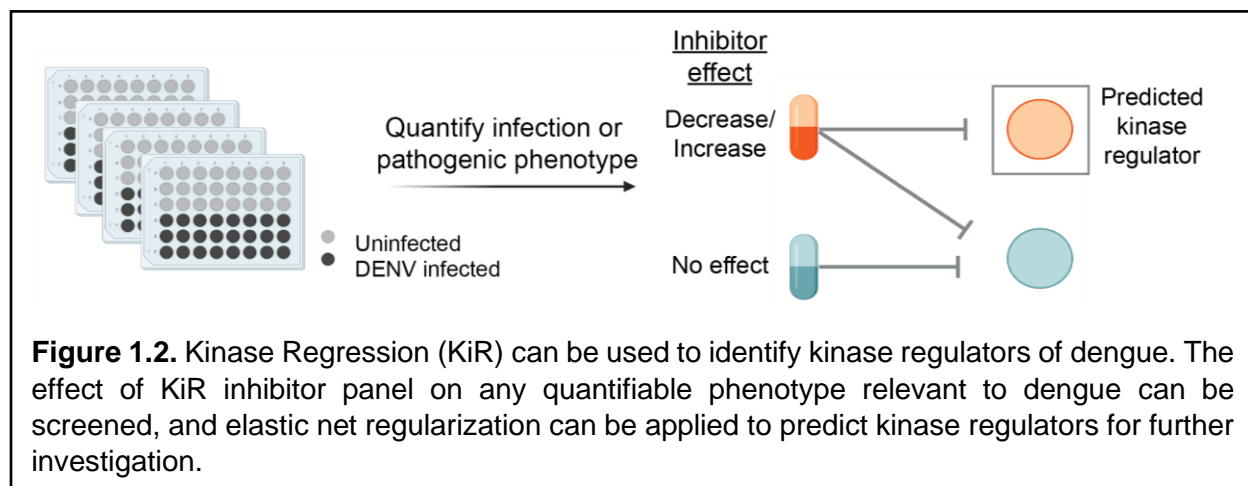 Inhibitor
effect
Quantify infection or
pathogenic phenotype
Decrease/
Increase
Predicted
kinase
regulator
Uninfected
DENV infected
No effect
Figure 1.2. Kinase Regression (KiR) can be used to identify kinase regulators of dengue. The
effect of KiR inhibitor panel on any quantifiable phenotype relevant to dengue can be
screened, and elastic net regularization can be applied to predict kinase regulators for further
investigation.